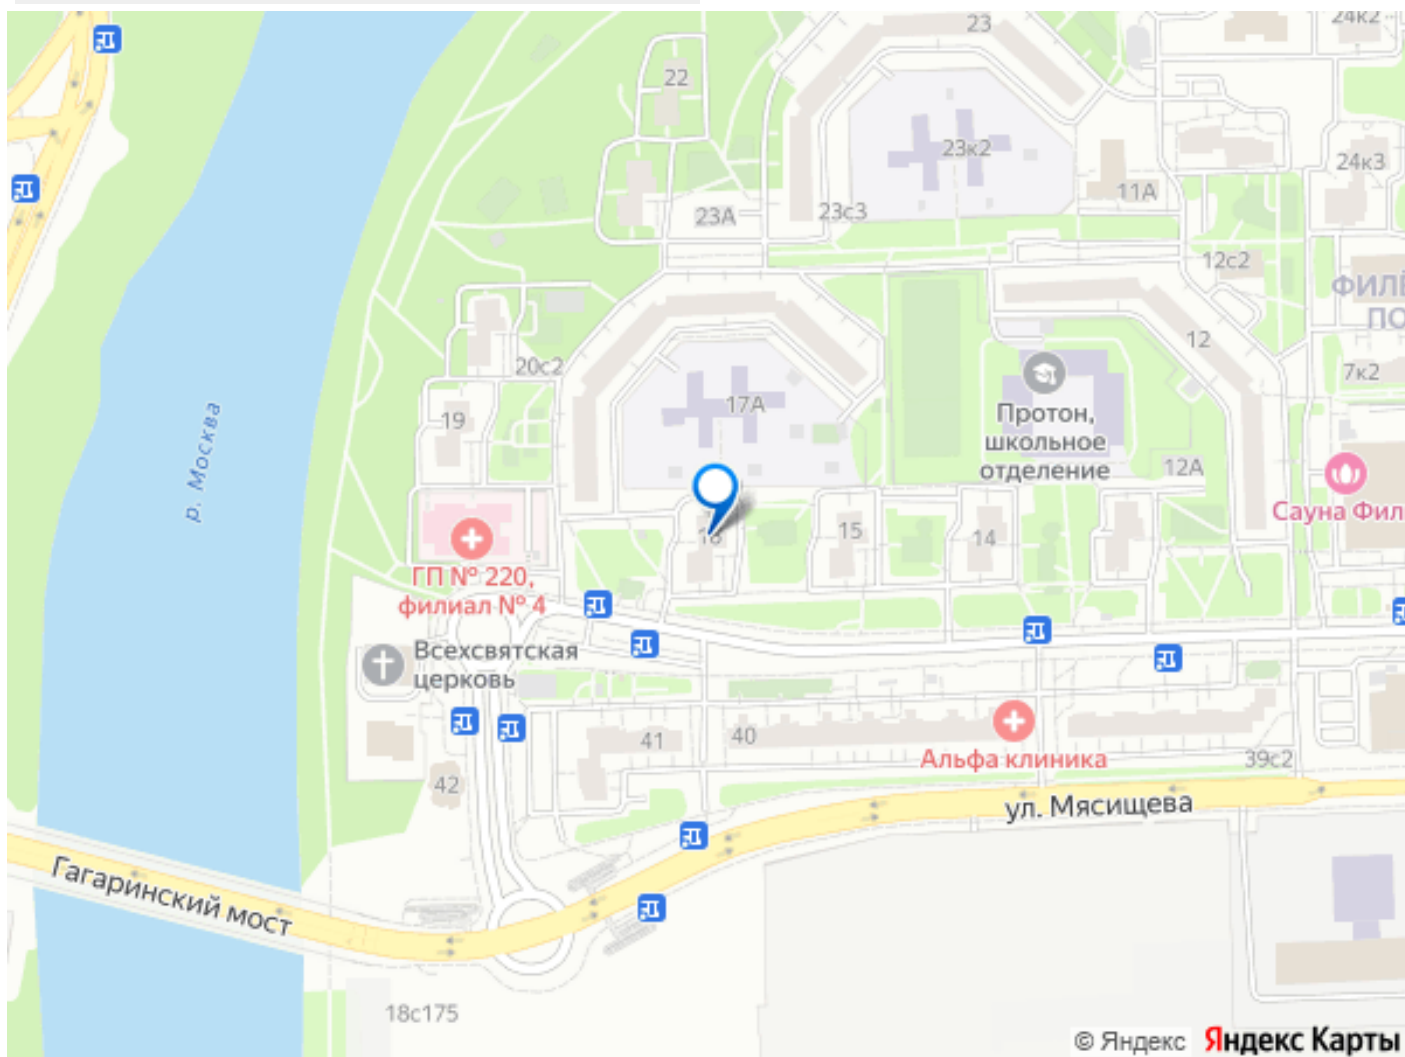 23
24к2
22
23к2
24к3
11А
23А
23с3
12с2
ФИЛЁ
ПО
12
20с2
7к2
17А
19
Протон,
школьное
отделение
12А
р. Москва
Сауна Фил
15
14
ГП № 220,
филиал № 4
Всехсвятская
церковь
41
40
Альфа клиника
39с2
42
ул. Мясищева
Гагаринский мост
18с175
© Яндекс
Яндекс Карты